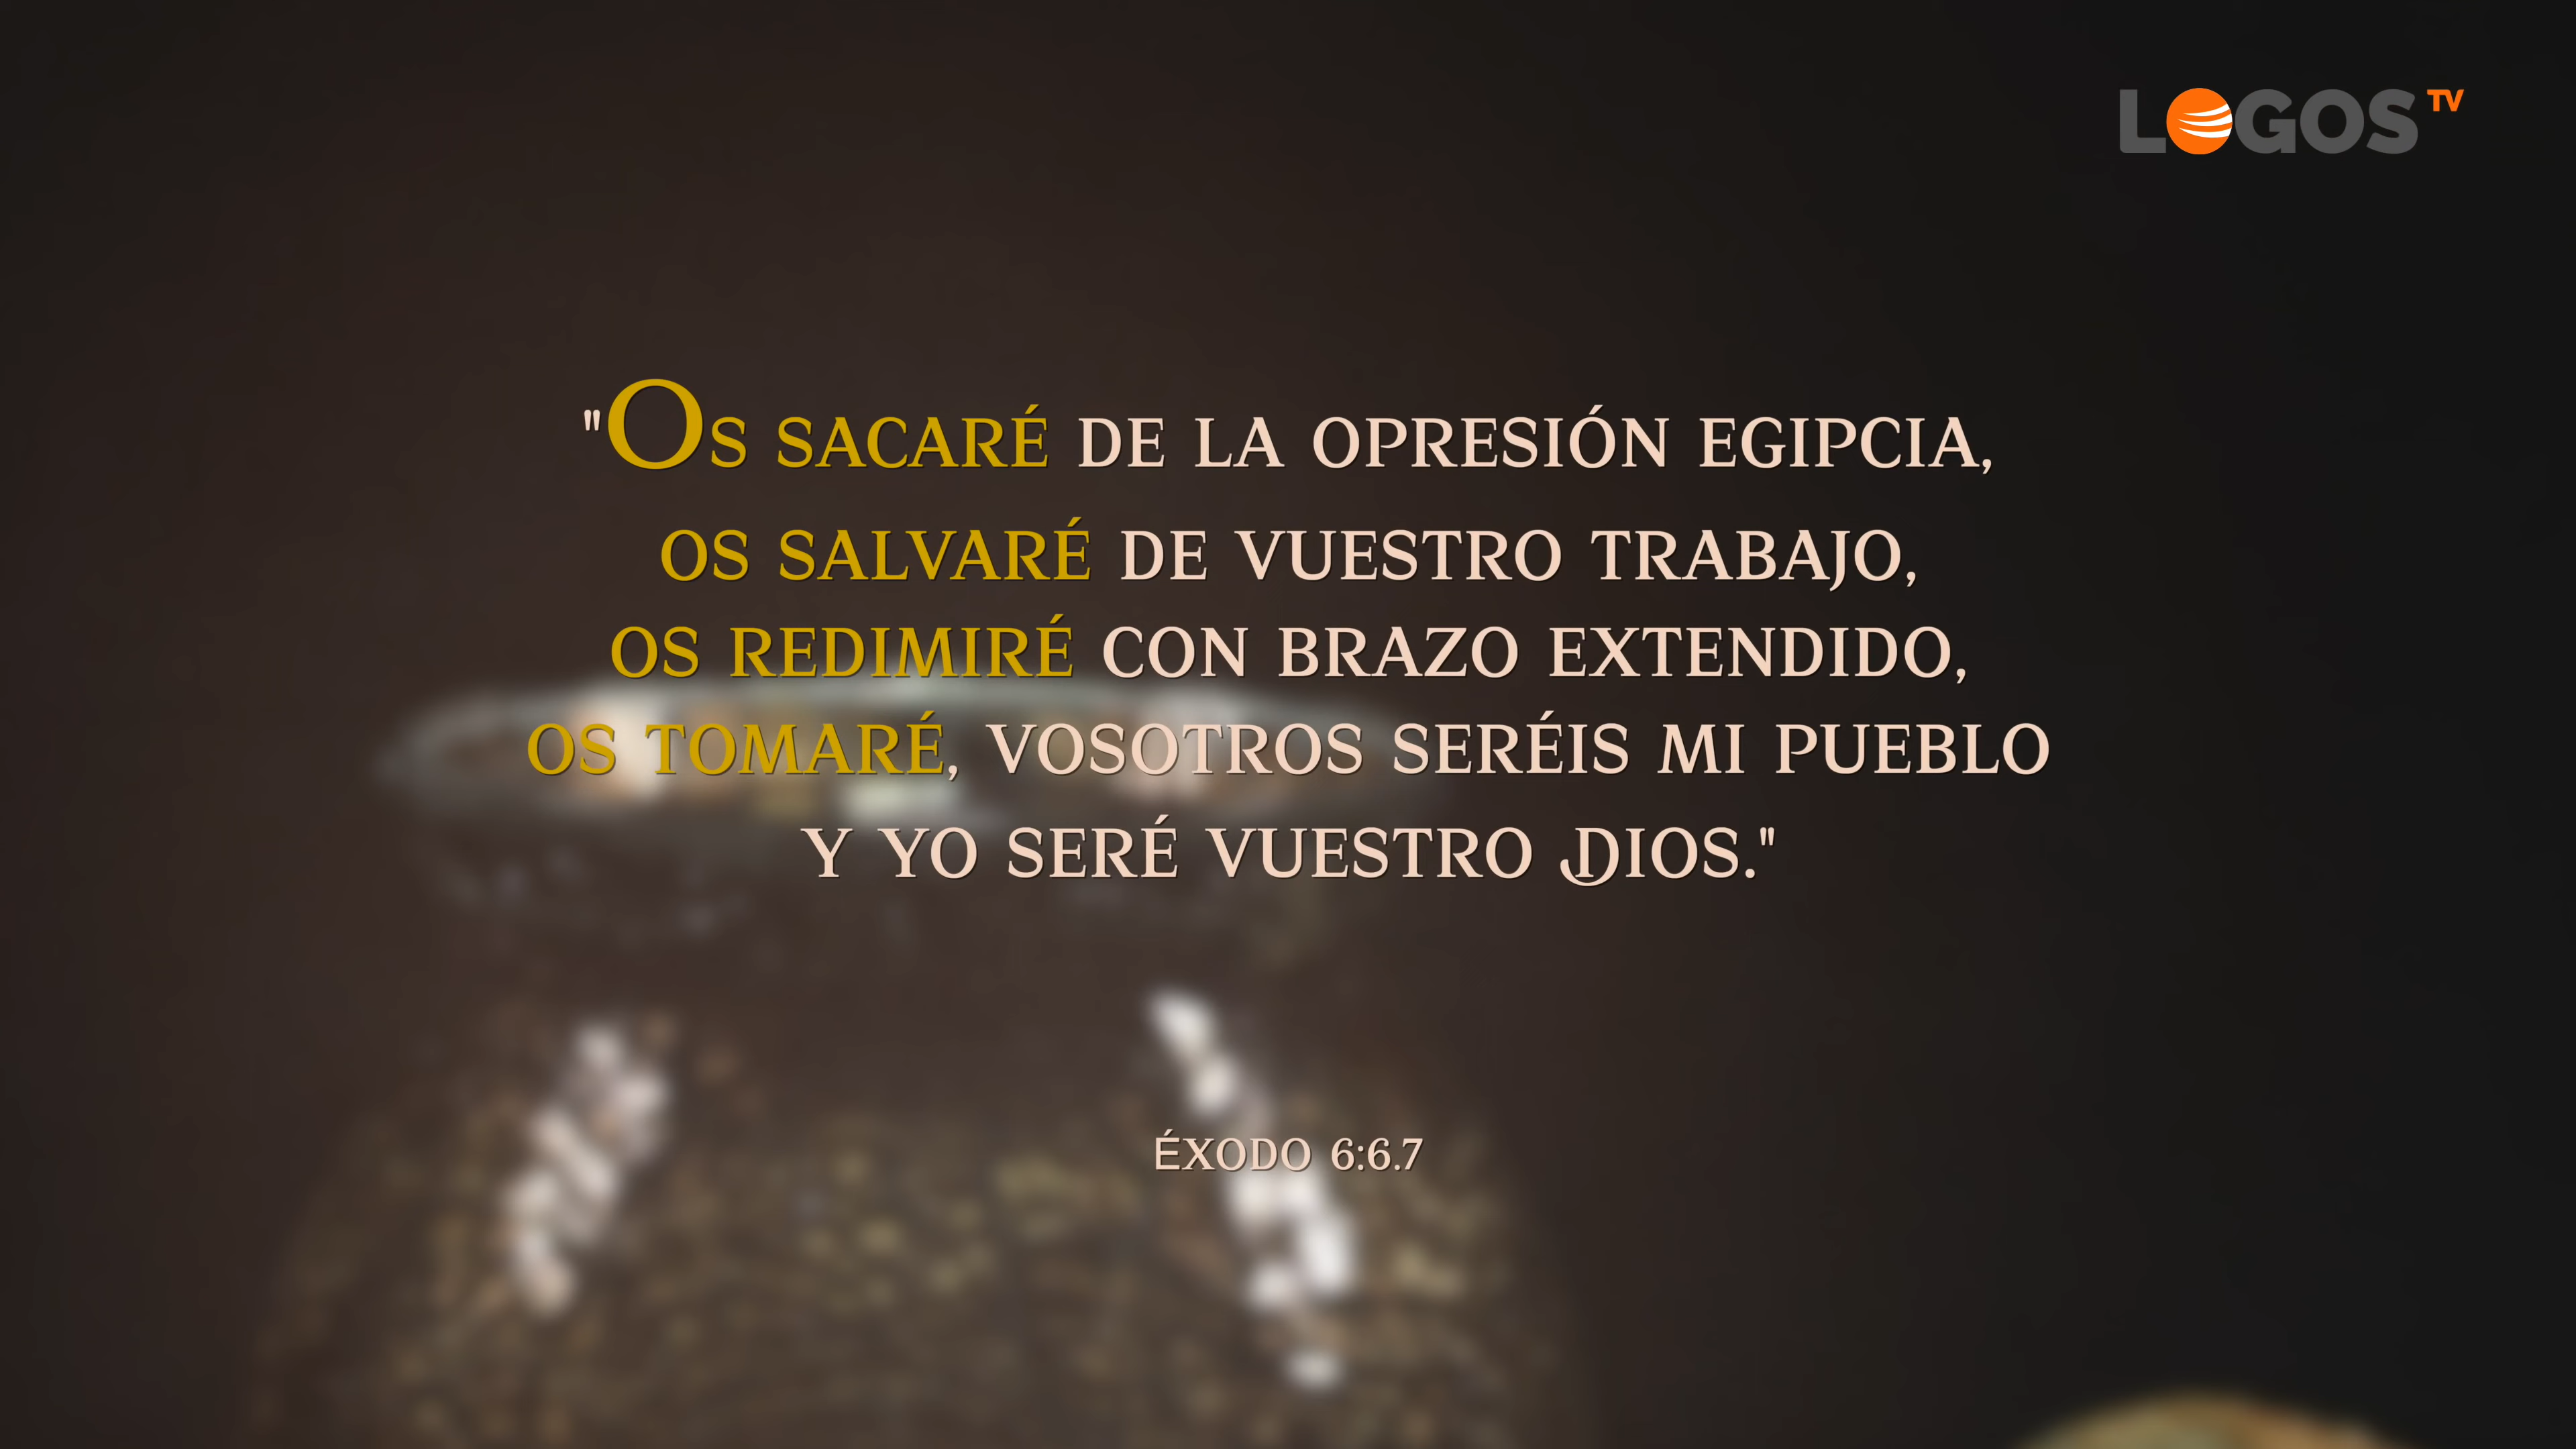 LOGOS TV
"Os sacaré de la opresión egipcia,
os salvaré de vuestro trabajo,
os redimiré con brazo extendido,
os tomaré, vosotros seréis mi pueblo
y yo seré vuestro Dios."
Éxodo 6:6.7